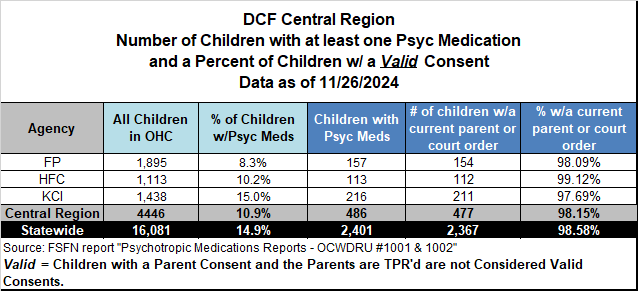 DCF Central Region
Number of Children with at least one Psyc Medication
and a Percent of Children w/ a Valid Consent
Data as of 11/26/2024
Agency All Children in OHC % of Children w/Psyc Meds Children with Psyc Meds # of children w/a current parent or court order % w/a current parent or court order
FP 1,895 8.3% 157 154 98.09%
HFC 1,113 10.2% 113 112 99.12%
KCI 1,438 15.0% 216 211 97.69%
Central Region 4446 10.9% 486 477 98.15%
Statewide 16,081 14.9% 2,401 2,367 98.58%
Source: FSFN report "Psychotropic Medications Reports - OCWDRU #1001 & 1002"
Valid = Children with a Parent Consent and the Parents are TPR'd are not Considered Valid
Consents.